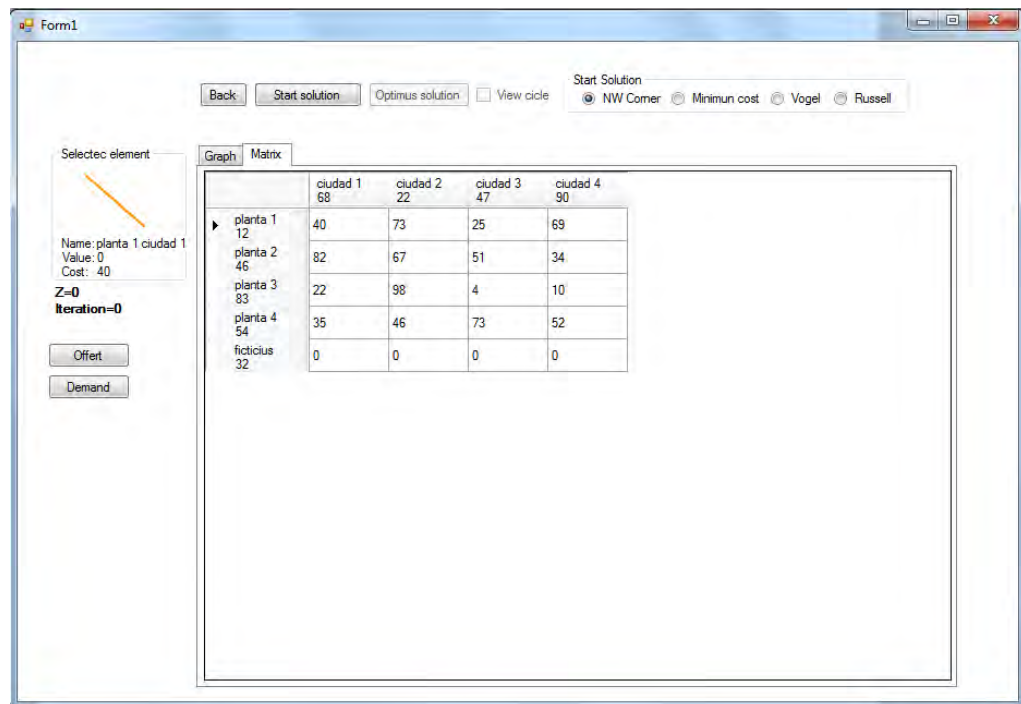 Form1
Start Solution
Back Start solution Optimus solution View cicle NW Corner Minimun cost Vogel Russell
Selectec element
Graph Matrix
ciudad 1 ciudad 2 ciudad 3 ciudad 4
68 22 47 90
planta 1 40 73 25 69
12
Name: planta 1 ciudad 1
Value: 0
Cost: 40
planta 2 82 67 51 34
46
Z=0
Iteration=0
planta 3 22 98 4 10
83
planta 4 35 46 73 52
54
Offert
ficticius 0 0 0 0
32
Demand